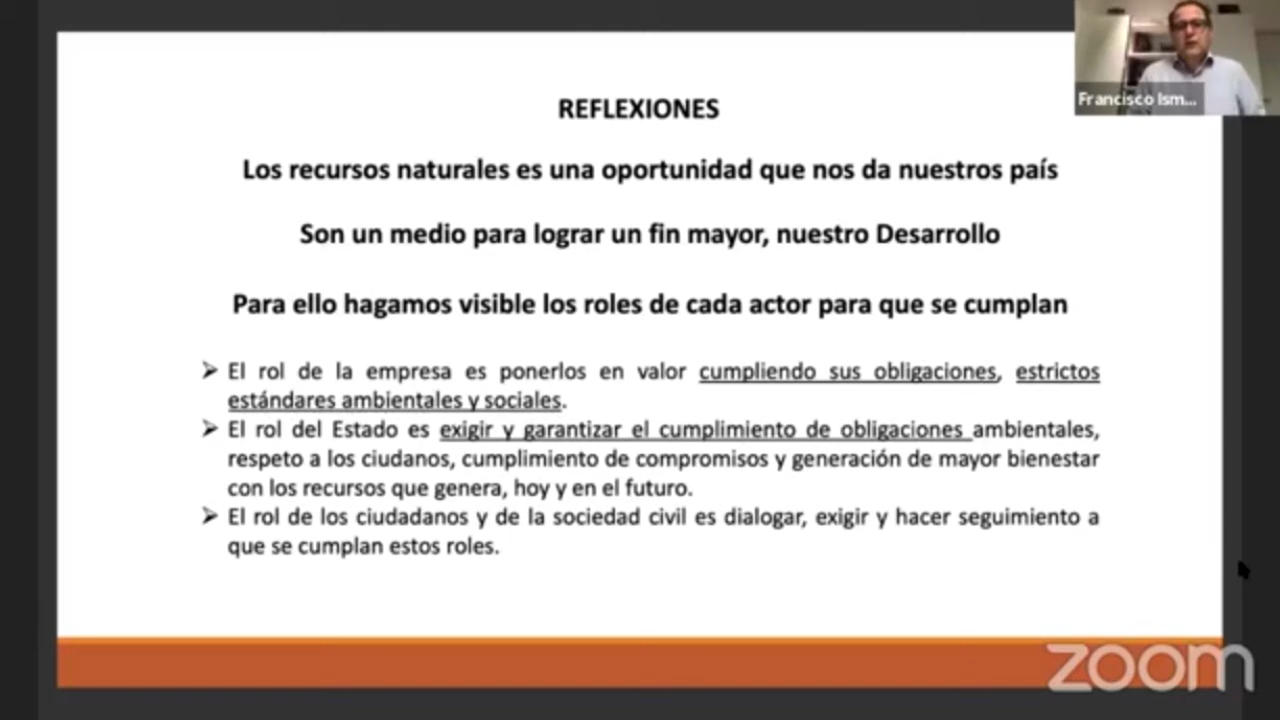 Francisco Ism...
REFLEXIONES
Los recursos naturales es una oportunidad que nos da nuestros país
Son un medio para lograr un fin mayor, nuestro Desarrollo
Para ello hagamos visible los roles de cada actor para que se cumplan
➢ El rol de la empresa es ponerlos en valor cumpliendo sus obligaciones, estrictos
estándares ambientales y sociales.
➢ El rol del Estado es exigir y garantizar el cumplimiento de obligaciones ambientales,
respeto a los ciudanos, cumplimiento de compromisos y generación de mayor bienestar
con los recursos que genera, hoy y en el futuro.
➢ El rol de los ciudadanos y de la sociedad civil es dialogar, exigir y hacer seguimiento a
que se cumplan estos roles.
zoom